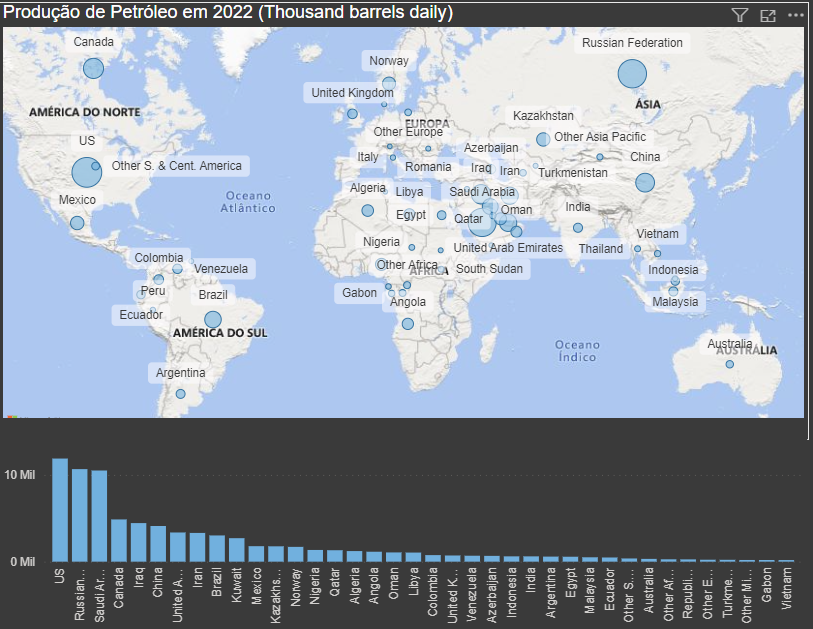 Produção de Petróleo em 2022 (Thousand barrels daily)
Canada
Russian Federation
Norway
United Kingdom
AMÉRICA DO NORTE
ÁSIA
EUROPA
Kazakhstan
Other Europe
Other Asia Pacific
US
Azerbaijan
Italy
China
Other S. & Cent. America
Romania
Iraq
Iran
Turkmenistan
Algeria
Libya
Saudi Arabia
Mexico
Oceano
Atlântico
Egypt
Qatar
Oman
India
Nigeria
United Arab Emirates
Thailand
Vietnam
Colombia
Venezuela
Other Africa
ÁFRICA
South Sudan
Indonesia
Peru
Brazil
Gabon
Angola
Malaysia
Ecuador
AMÉRICA DO SUL
Oceano
Índico
Australia
AUSTRÁLIA
Argentina
10 Mil
0 Mil
US
Russian...
Saudi Ar...
Canada
Iraq
China
United A...
Iran
Brazil
Kuwait
Mexico
Kazakhs...
Norway
Nigeria
Qatar
Algeria
Angola
Oman
Libya
Colombia
United K...
Venezuela
Azerbaijan
Indonesia
India
Argentina
Egypt
Malaysia
Ecuador
Other S...
Australia
Other Af...
Republi...
Other E...
Turkme...
Other Mi...
Gabon
Vietnam